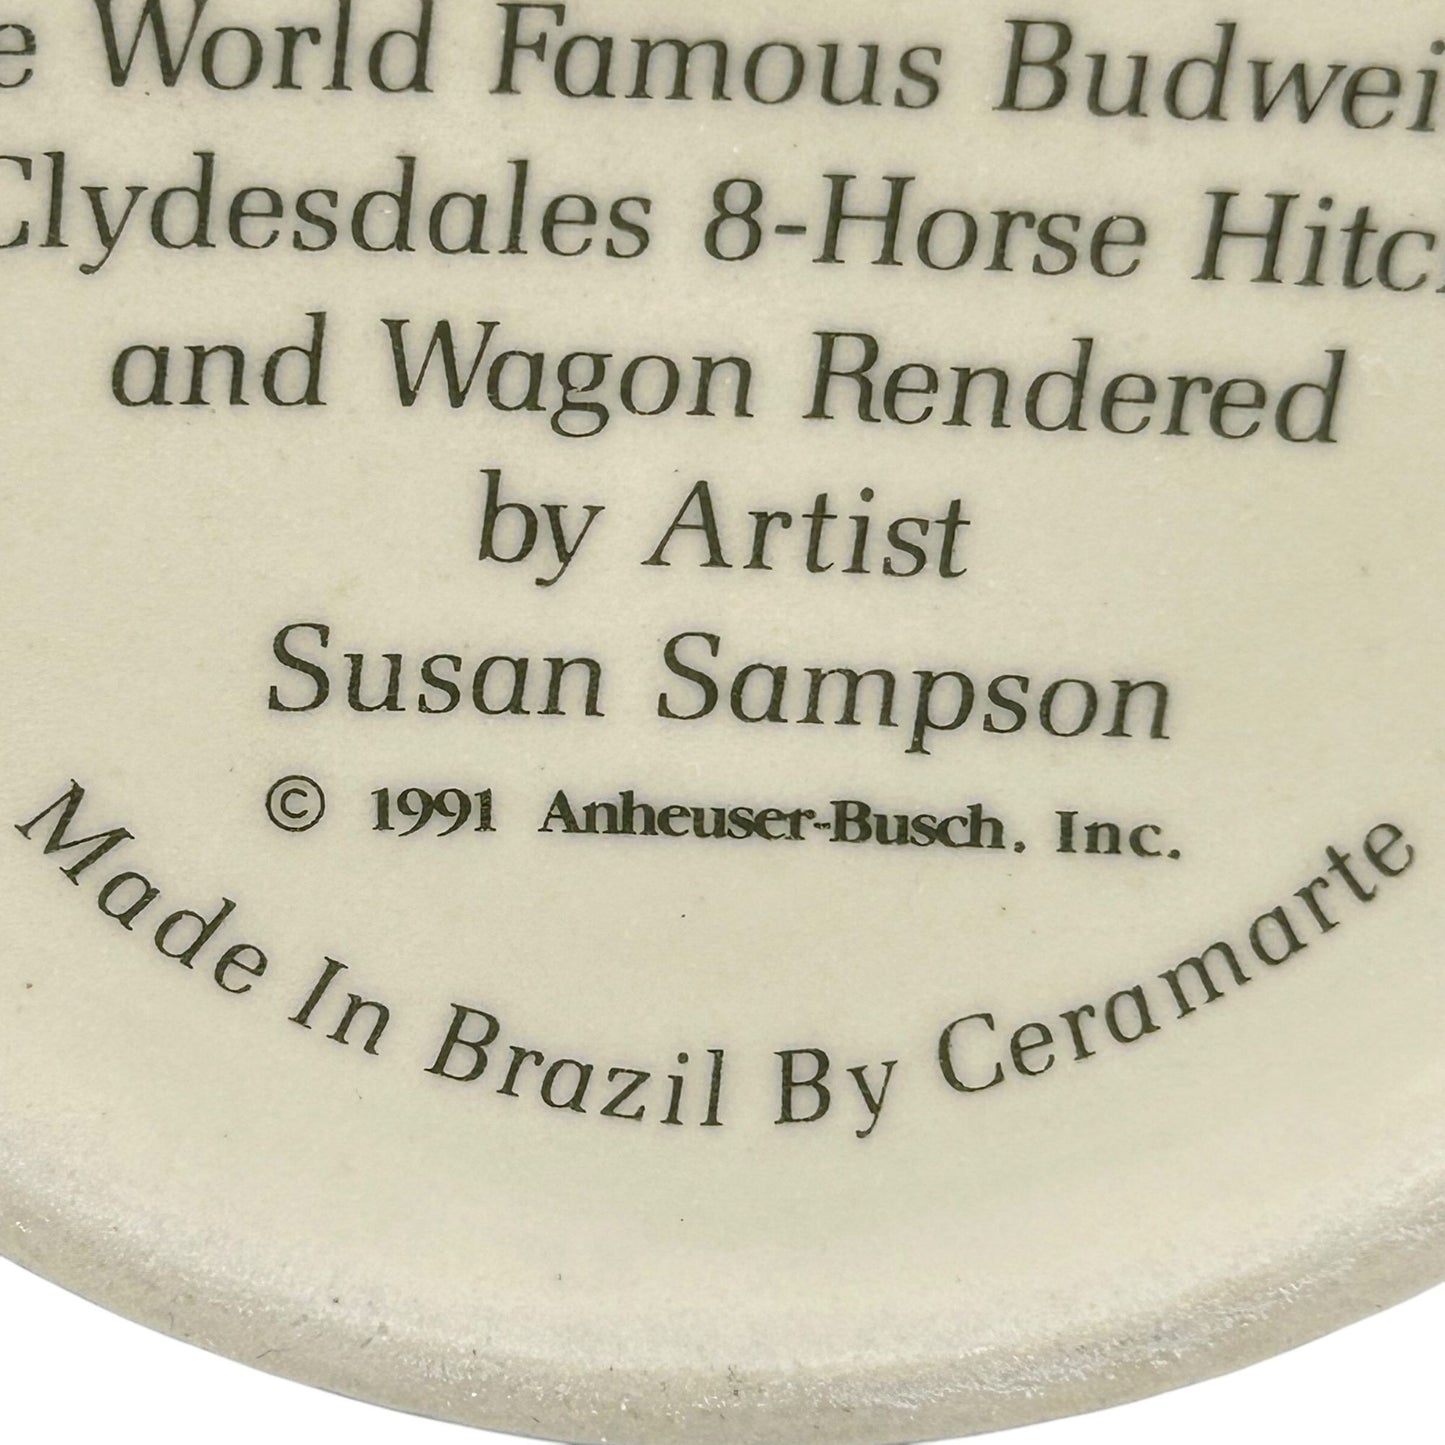 e World Famous Budwei
Clydesdales 8-Horse Hitc
and Wagon Rendered
by Artist
Susan Sampson
© 1991 Anheuser-Busch, Inc.
Made In Brazil By Ceramarte